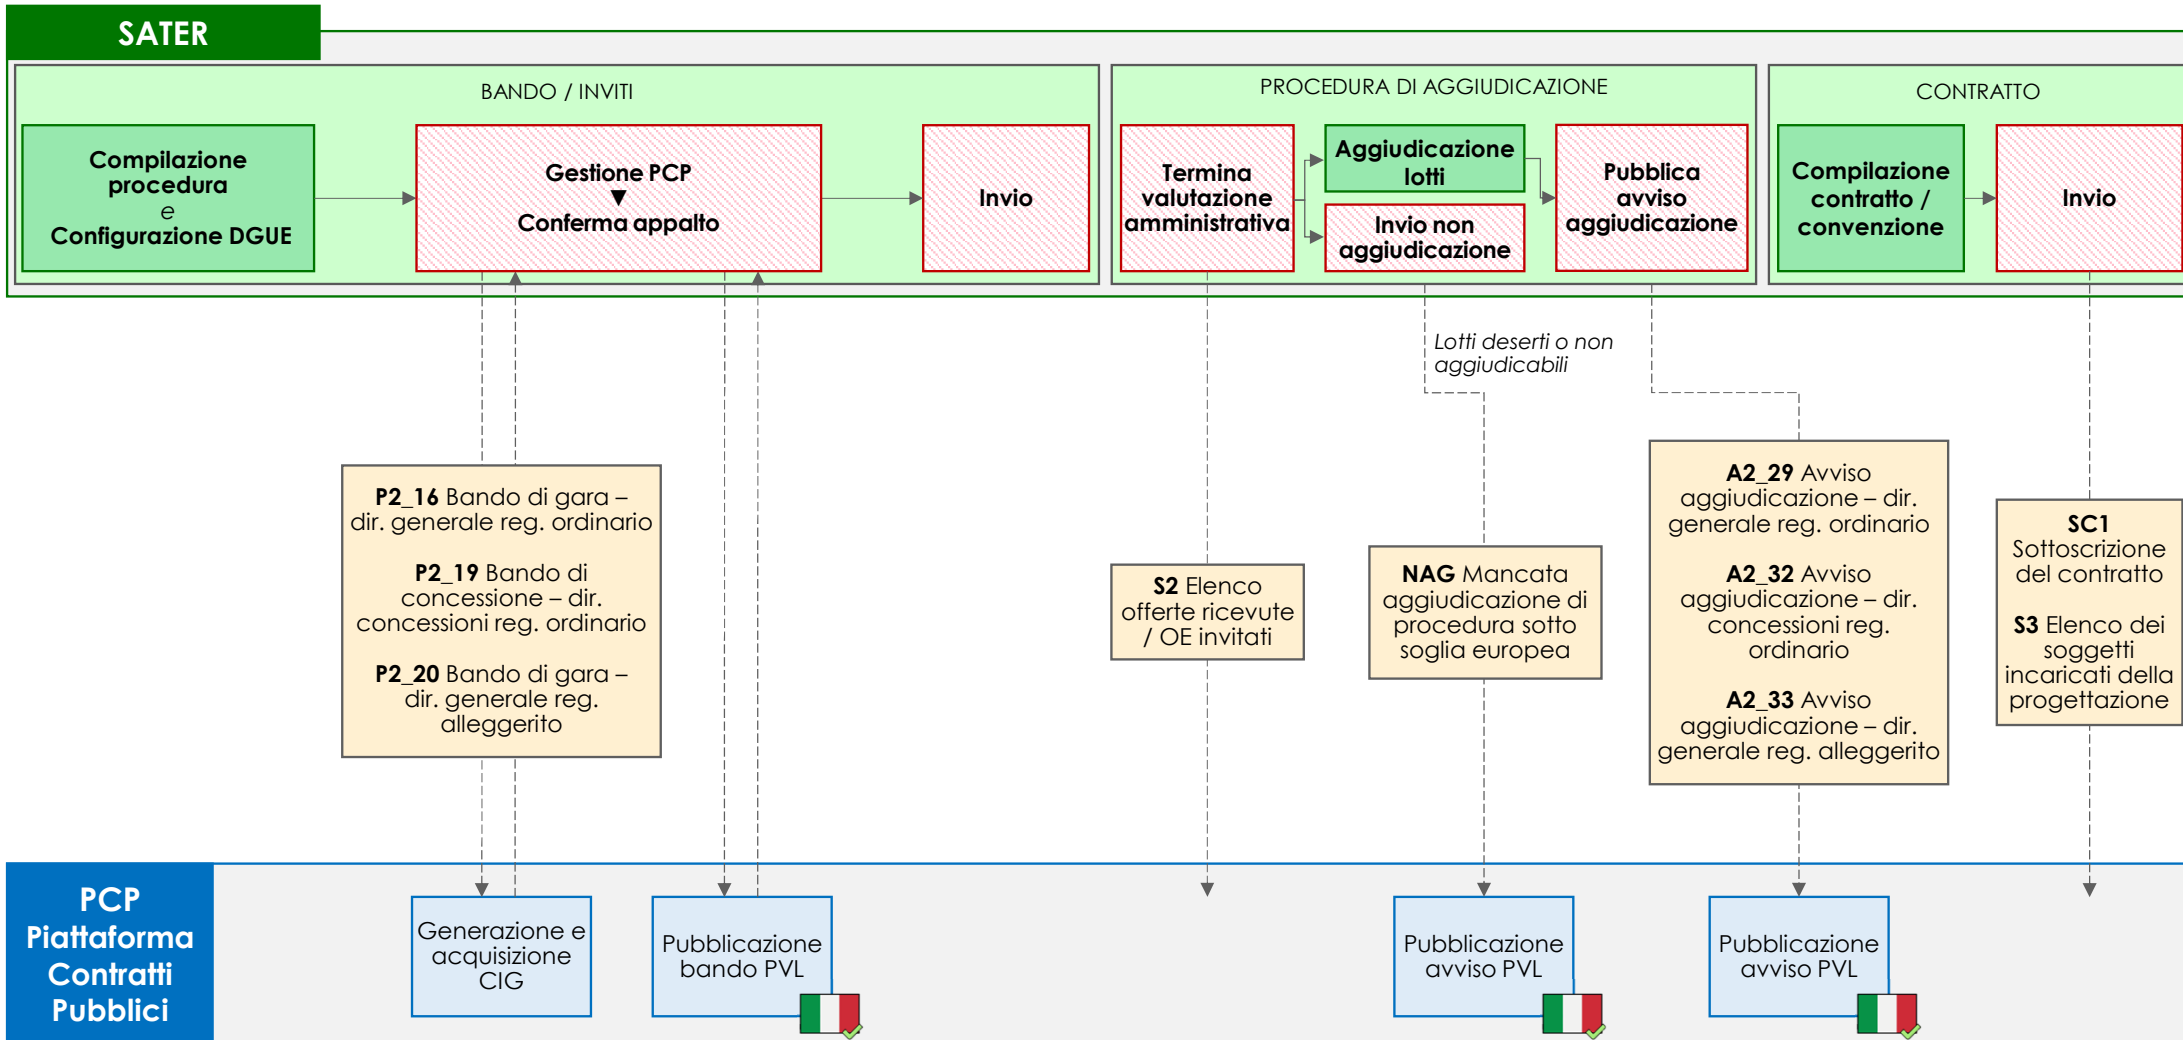 SATER
BANDO / INVITI
Compilazione
procedura
e
Configurazione DGUE
Gestione PCP
▼
Conferma appalto
Invio
PROCEDURA DI AGGIUDICAZIONE
Termina
valutazione
amministrativa
Aggiudicazione
lotti
Invio non
aggiudicazione
Pubblica
avviso
aggiudicazione
CONTRATTO
Compilazione
contratto /
convenzione
Invio
Lotti deserti o non
aggiudicabili
P2_16 Bando di gara –
dir. generale reg. ordinario
P2_19 Bando di
concessione – dir.
concessioni reg. ordinario
P2_20 Bando di gara –
dir. generale reg.
alleggerito
S2 Elenco
offerte ricevute
/ OE invitati
NAG Mancata
aggiudicazione di
procedura sotto
soglia europea
A2_29 Avviso
aggiudicazione – dir.
generale reg. ordinario
A2_32 Avviso
aggiudicazione – dir.
concessioni reg.
ordinario
A2_33 Avviso
aggiudicazione – dir.
generale reg. alleggerito
SC1
Sottoscrizione
del contratto
S3 Elenco dei
soggetti
incaricati della
progettazione
PCP
Piattaforma
Contratti
Pubblici
Generazione e
acquisizione
CIG
Pubblicazione
bando PVL
Pubblicazione
avviso PVL
Pubblicazione
avviso PVL